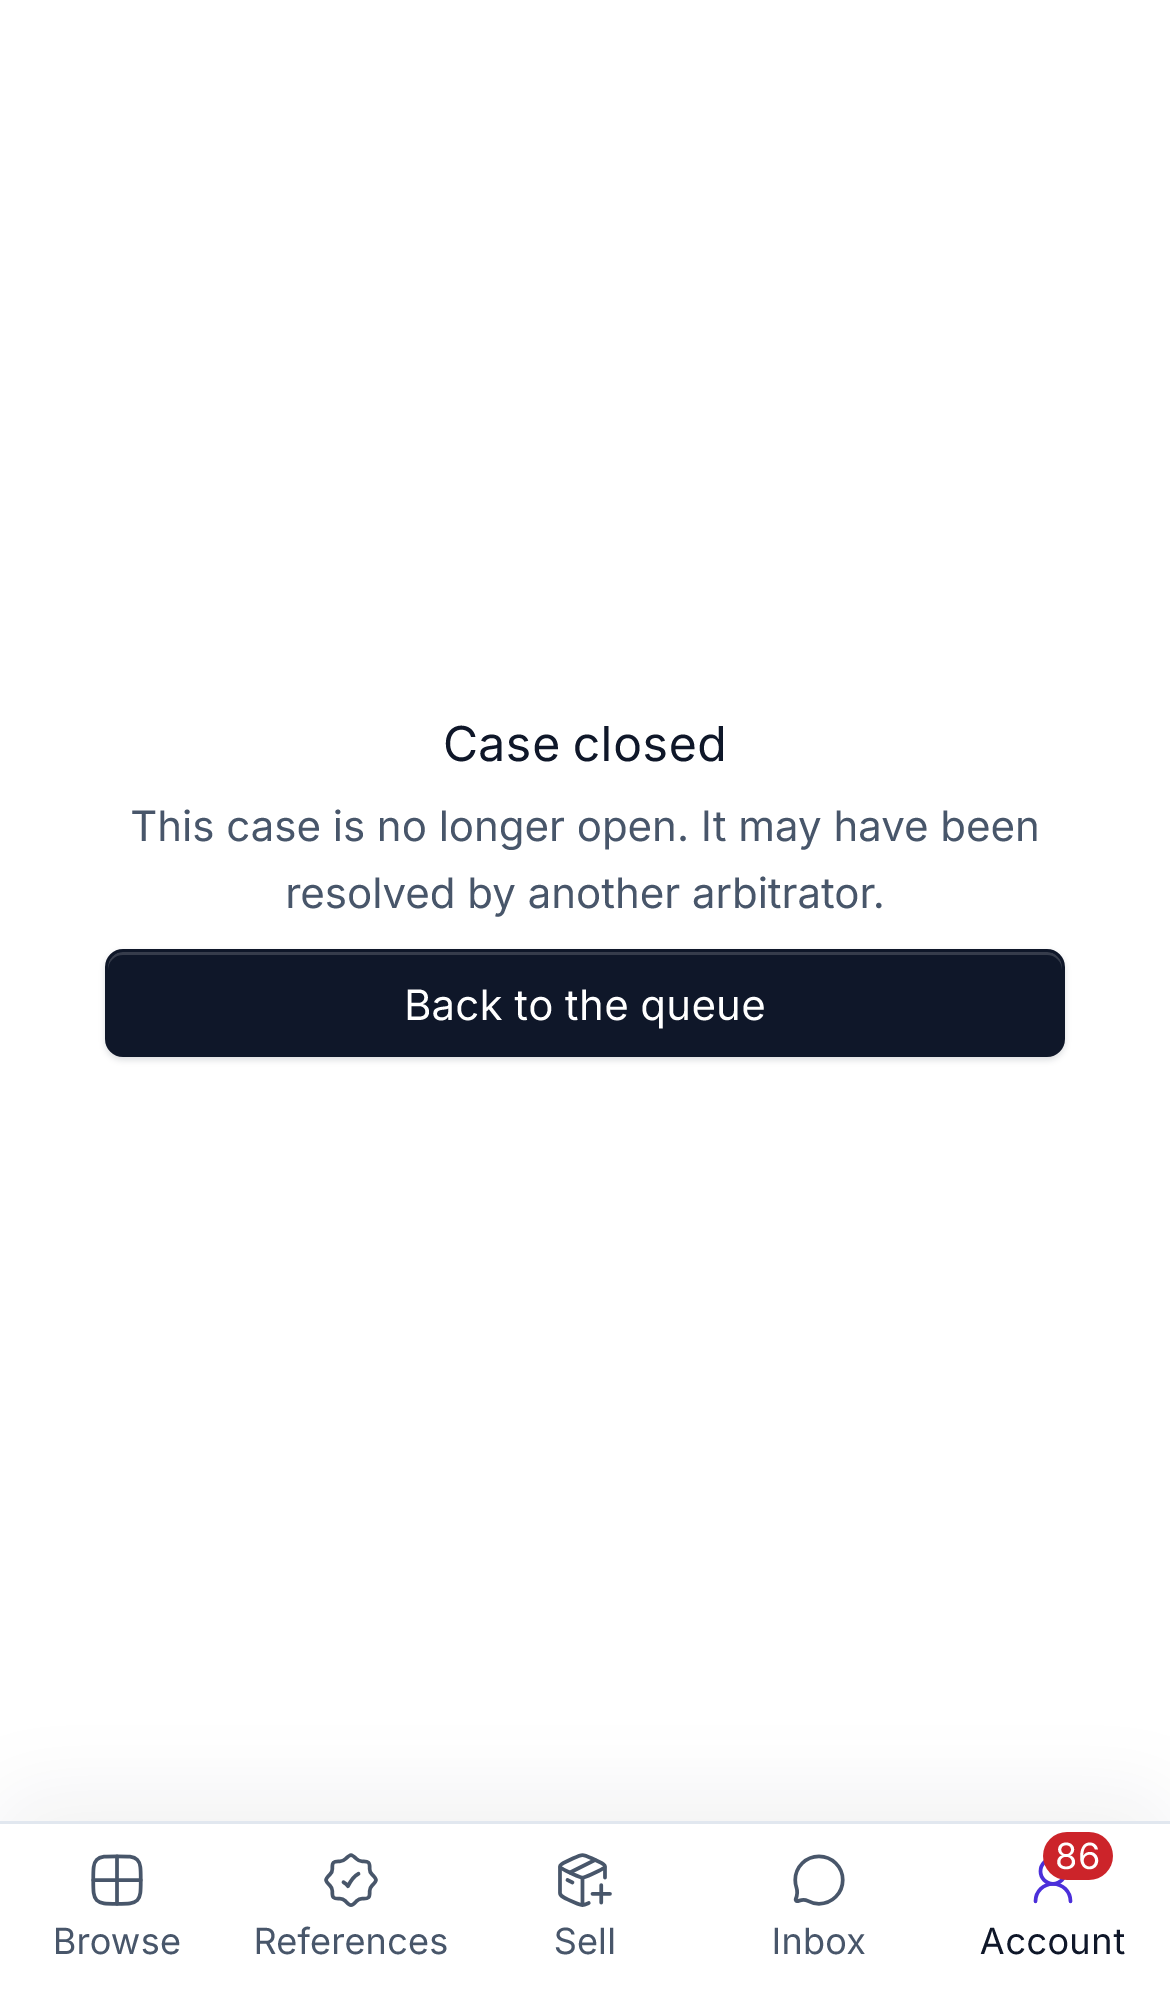 Case closed
This case is no longer open. It may have been
resolved by another arbitrator.
Back to the queue
86
Browse
References
Sell
Inbox
Account